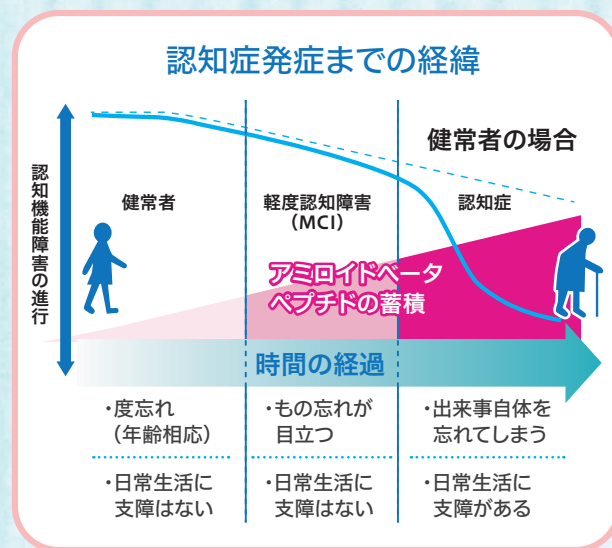 認知症発症までの経緯
健常者の場合
認知機能障害の進行
健常者
軽度認知障害
(MCI)
認知症
アミロイドベータ
ペプチドの蓄積
時間の経過
・度忘れ
(年齢相応)
・日常生活に
支障はない
・もの忘れが
目立つ
・日常生活に
支障はない
・出来事自体を
忘れてしまう
・日常生活に
支障がある